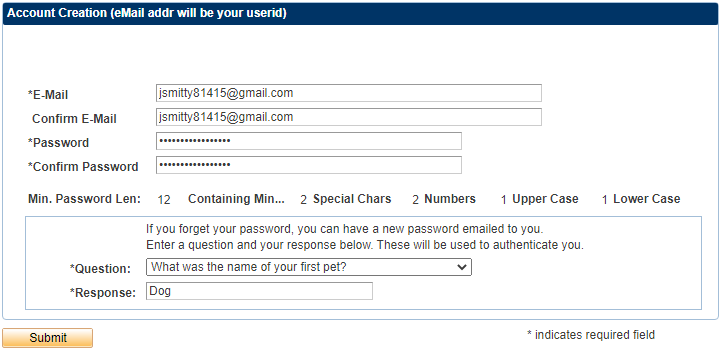 Account Creation (eMail addr will be your userid)
*E-Mail jsmitty81415@gmail.com
Confirm E-Mail jsmitty81415@gmail.com
*Password ••••••••••••••••
*Confirm Password ••••••••••••••••
Min. Password Len: 12 Containing Min... 2 Special Chars 2 Numbers 1 Upper Case 1 Lower Case
If you forget your password, you can have a new password emailed to you.
Enter a question and your response below. These will be used to authenticate you.
*Question: What was the name of your first pet?
*Response: Dog
Submit * indicates required field